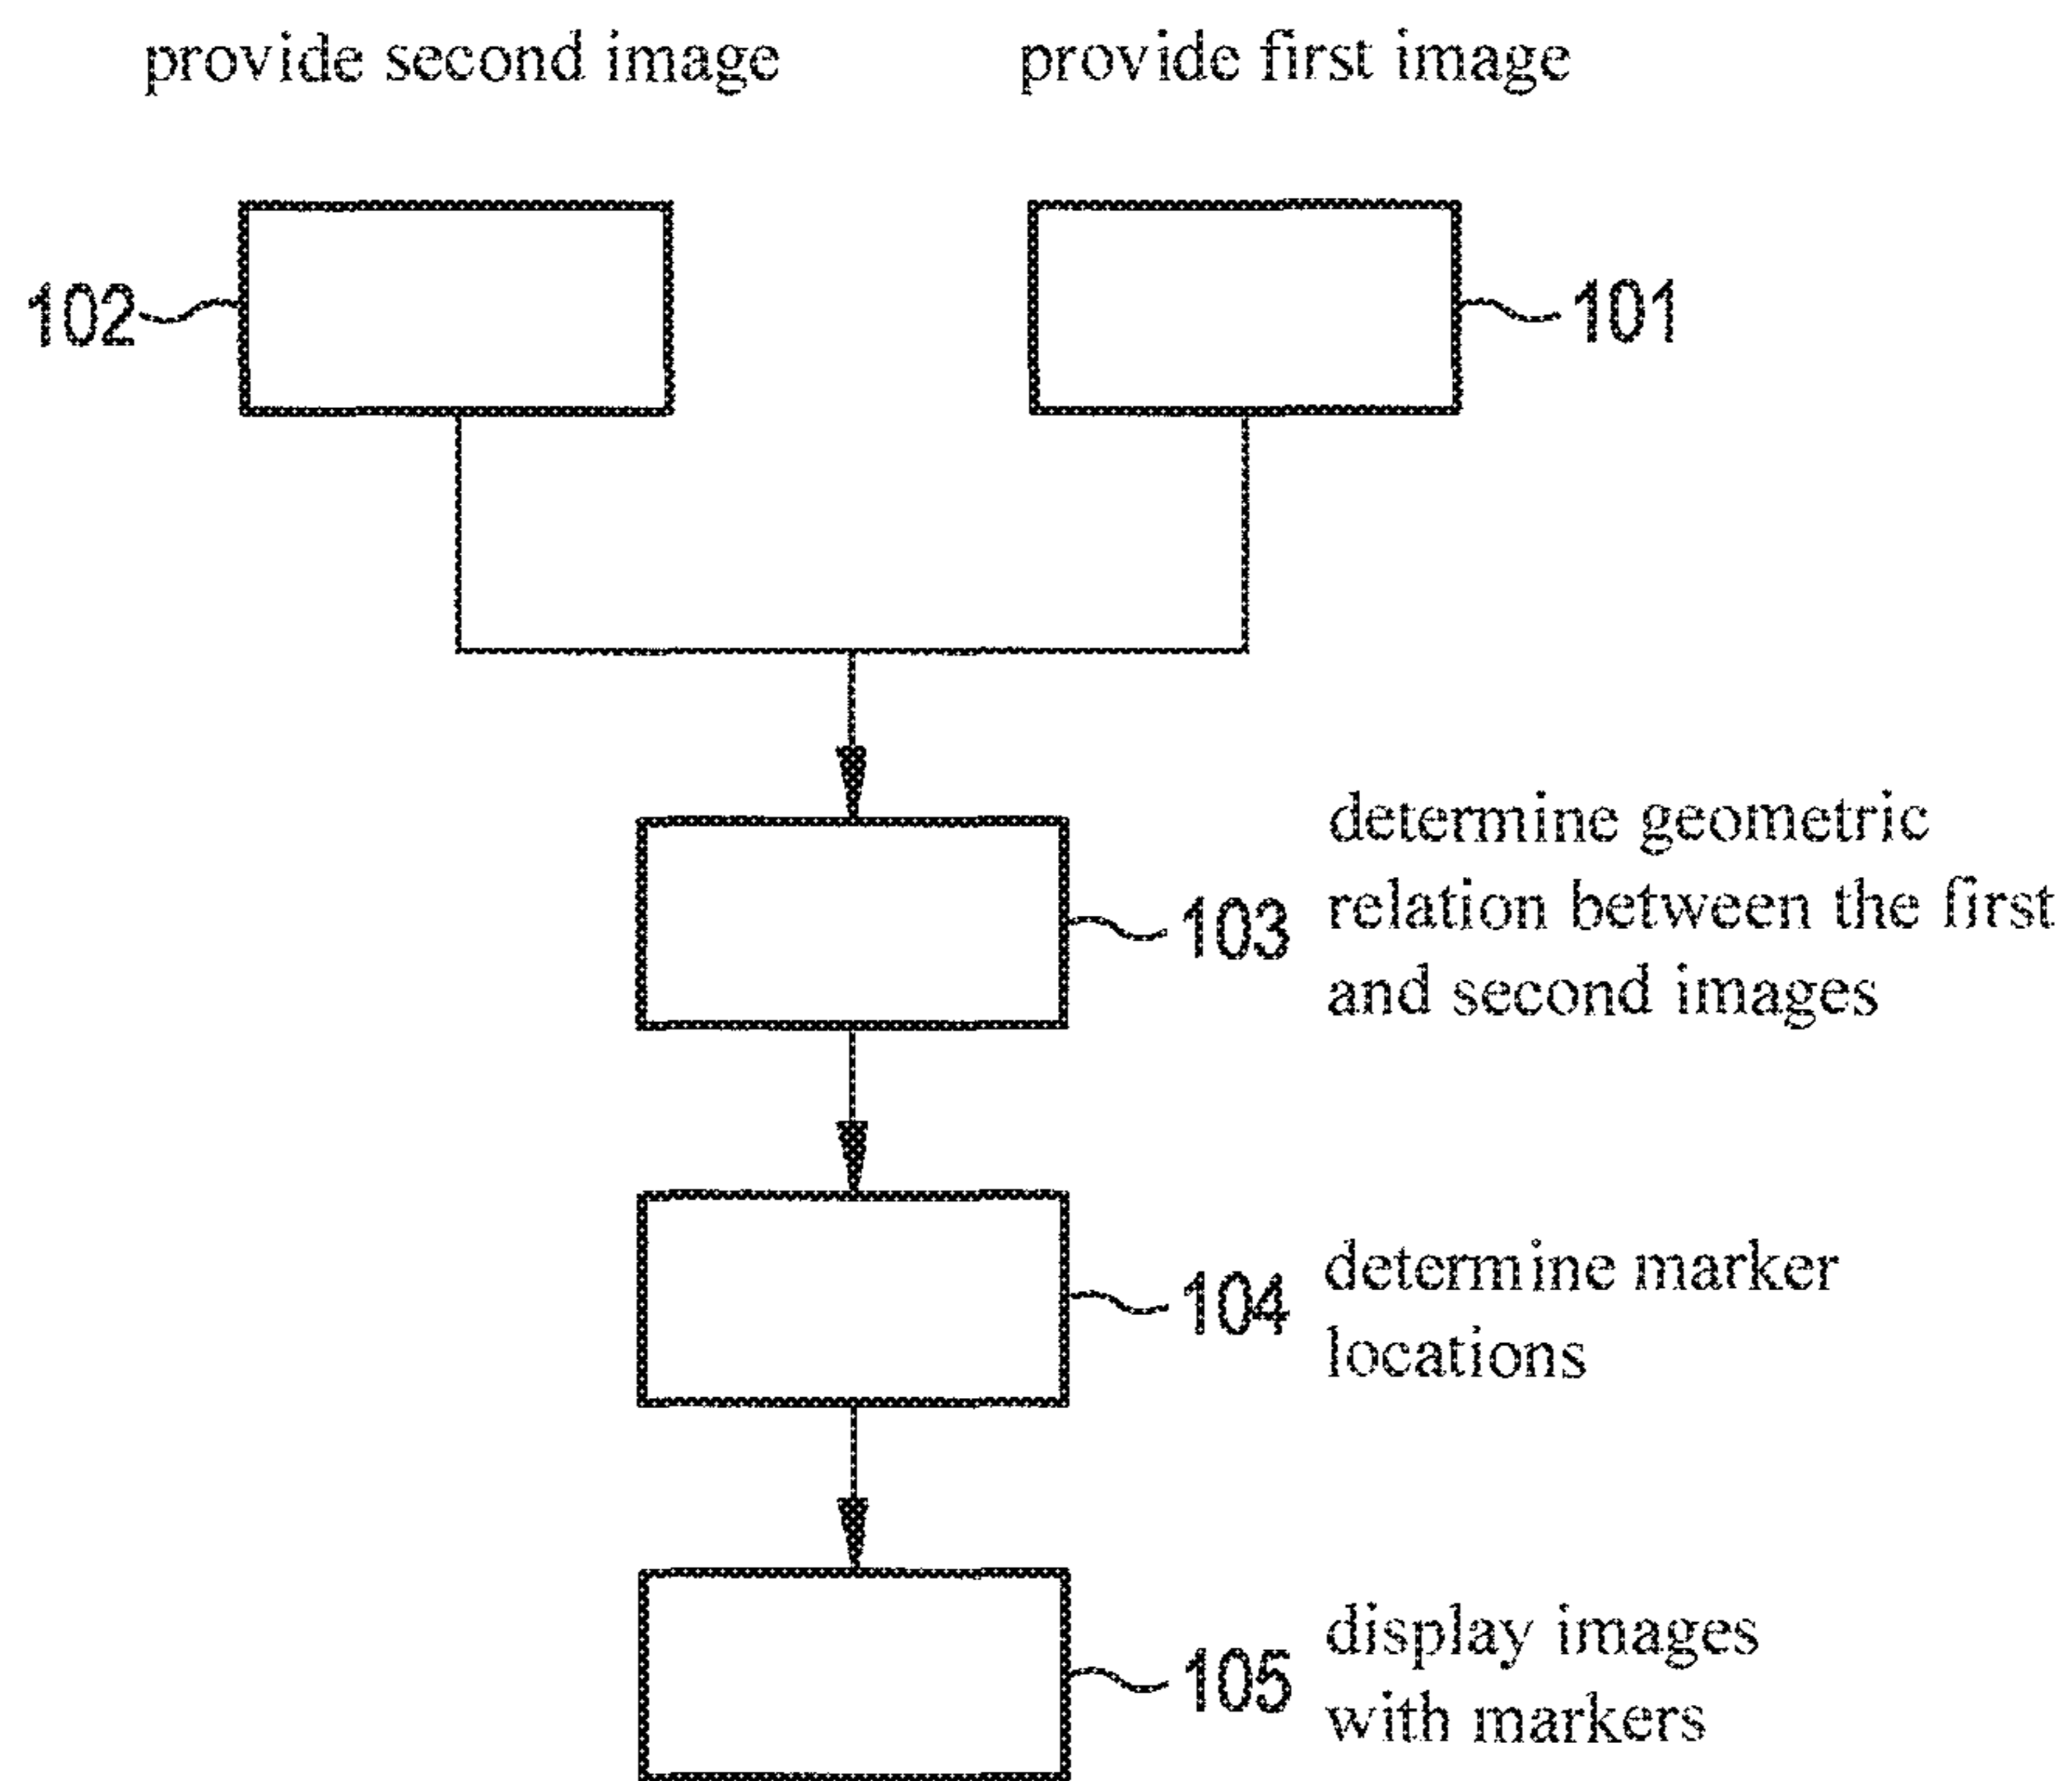 provide second image
provide first image
102
101
determine geometric
103
relation between the first
and second images
determine marker
104
locations
display images
105
with markers